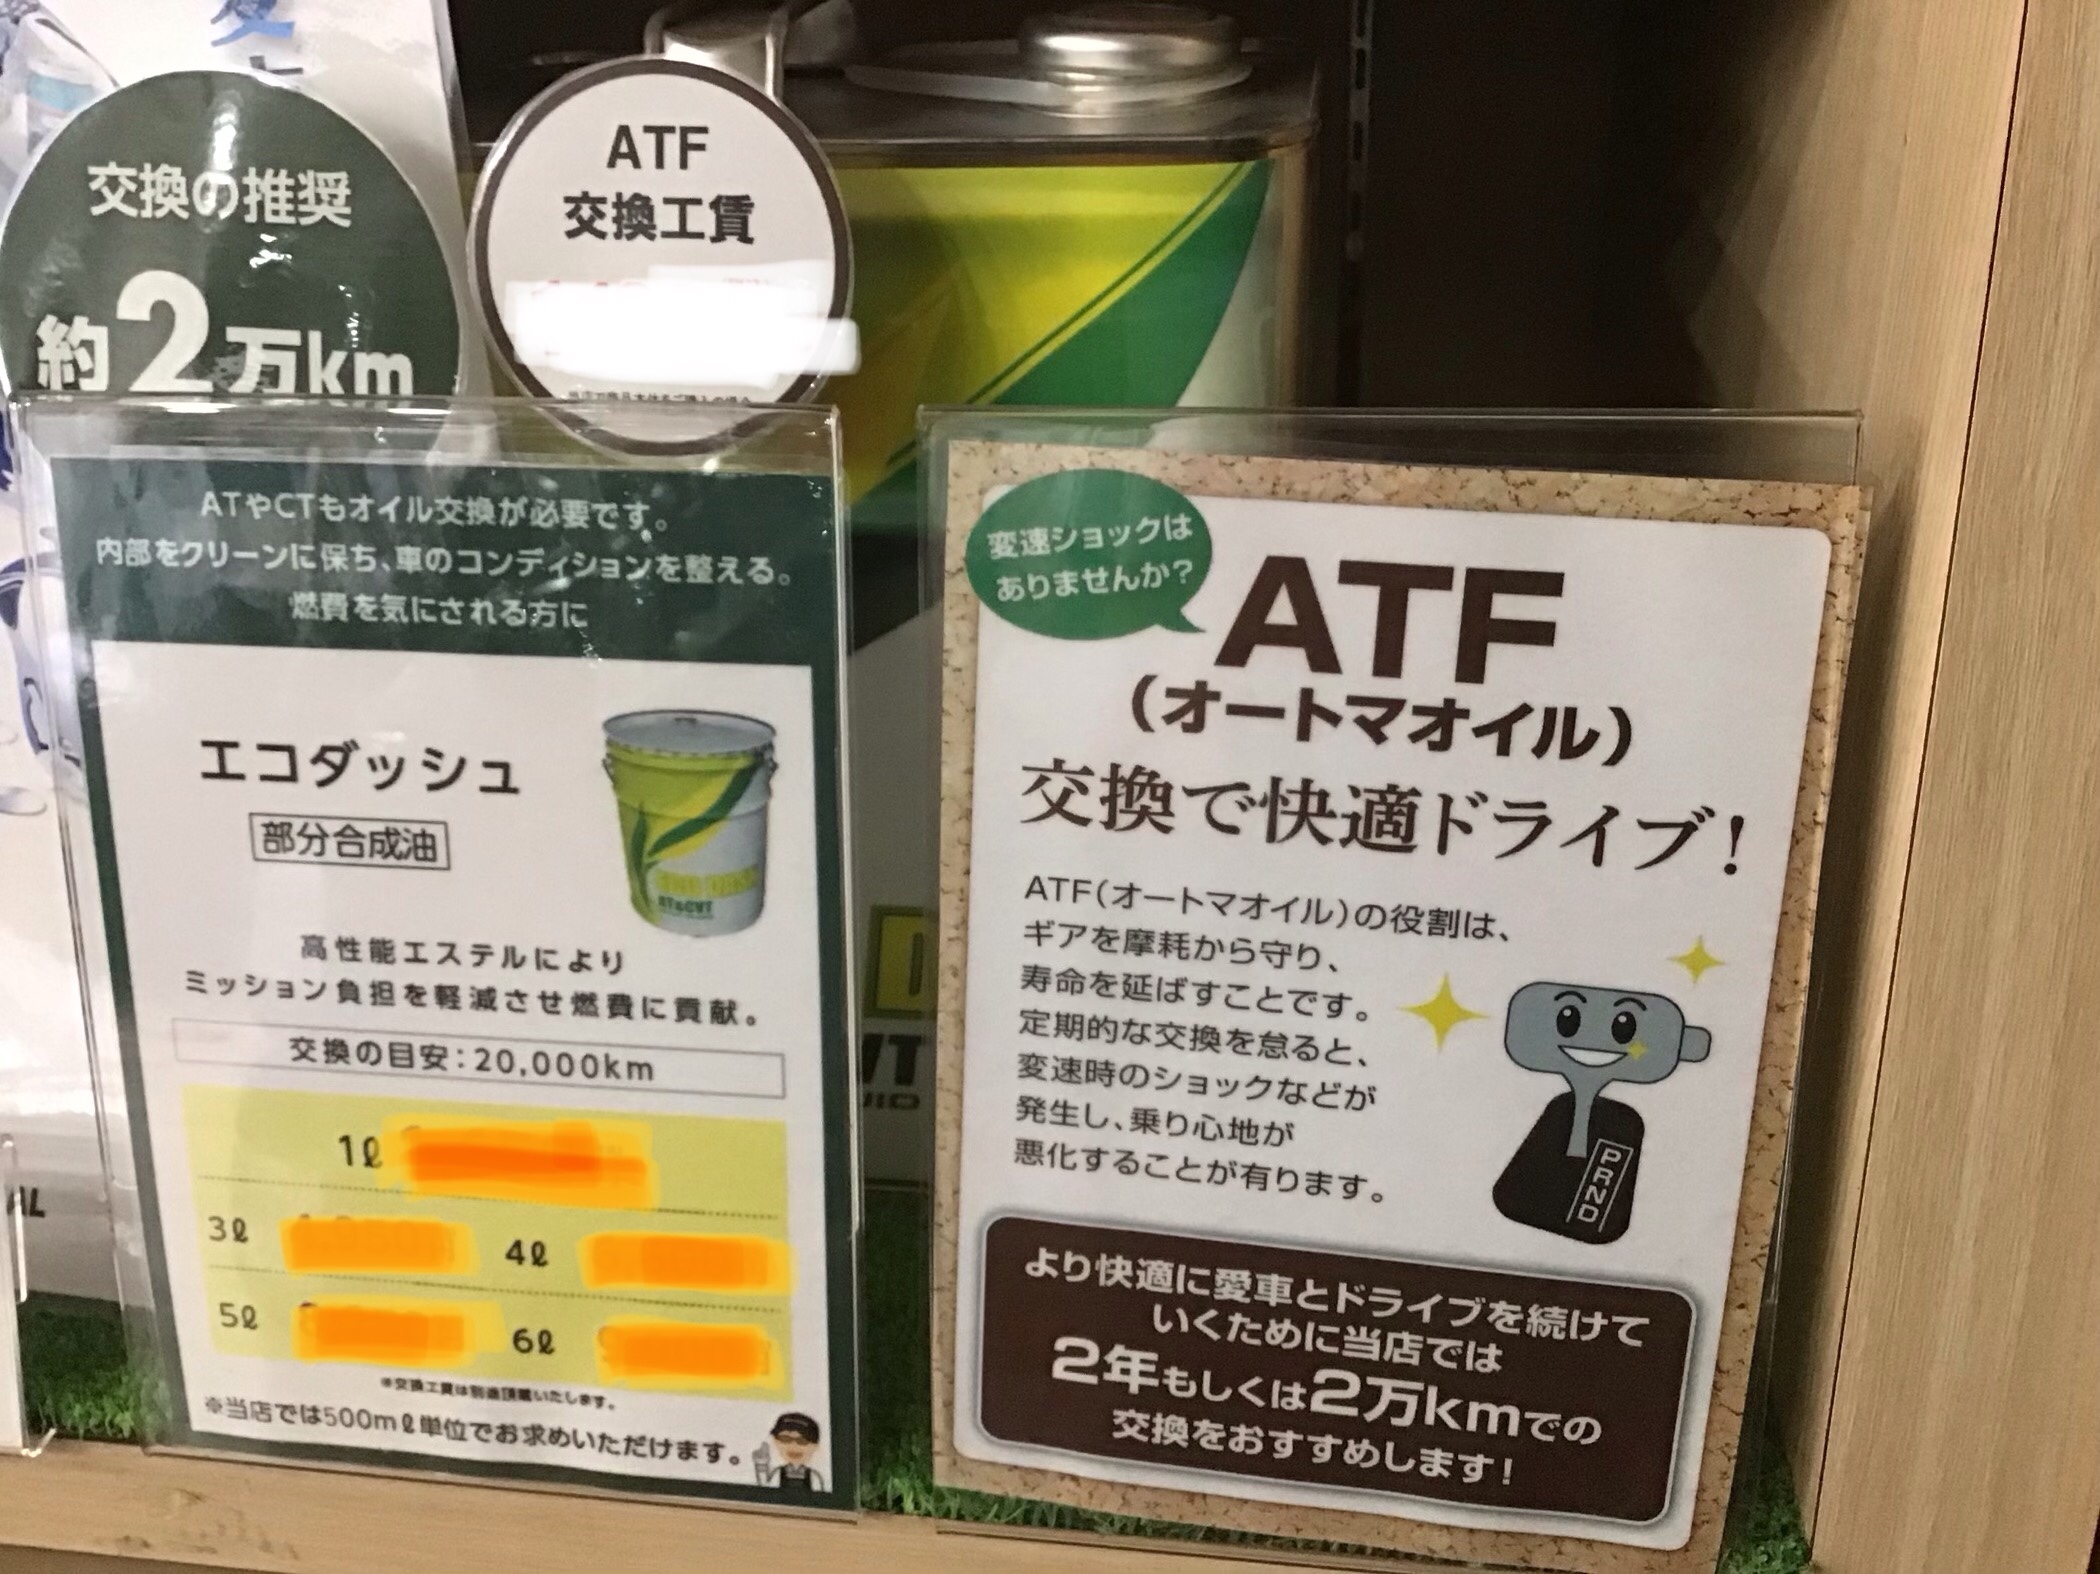 交換の推奨
約2万km
ATF
交換工賃
ATやCTもオイル交換が必要です。
内部をクリーンに保ち、車のコンディションを整える。
燃費を気にされる方に
エコダッシュ
部分合成油
AT&CVT
高性能エステルにより
ミッション負担を軽減させ燃費に貢献。
交換の目安:20,000km
1ℓ
3ℓ 4ℓ
5ℓ 6ℓ
※交換工賃は別途頂戴いたします。
※当店では500mℓ単位でお求めいただけます。
変速ショックは
ありませんか?
ATF
(オートマオイル)
交換で快適ドライブ!
ATF(オートマオイル)の役割は、
ギアを摩耗から守り、
寿命を延ばすことです。
定期的な交換を怠ると、
変速時のショックなどが
発生し、乗り心地が
悪化することが有ります。
PRND
より快適に愛車とドライブを続けて
いくために当店では
2年もしくは2万kmでの
交換をおすすめします!